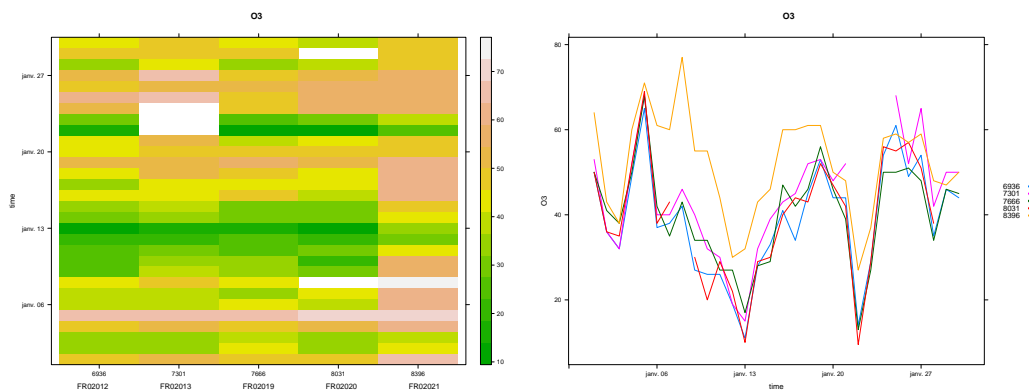 O3
janv. 27
janv. 20
janv. 13
janv. 06
time
6936 7301 7666 8031 8396
FR02012 FR02013 FR02019 FR02020 FR02021
70
60
50
40
30
20
10
O3
80
60
40
20
O3
janv. 06 janv. 13 janv. 20 janv. 27
time
6936
7301
7666
8031
8396